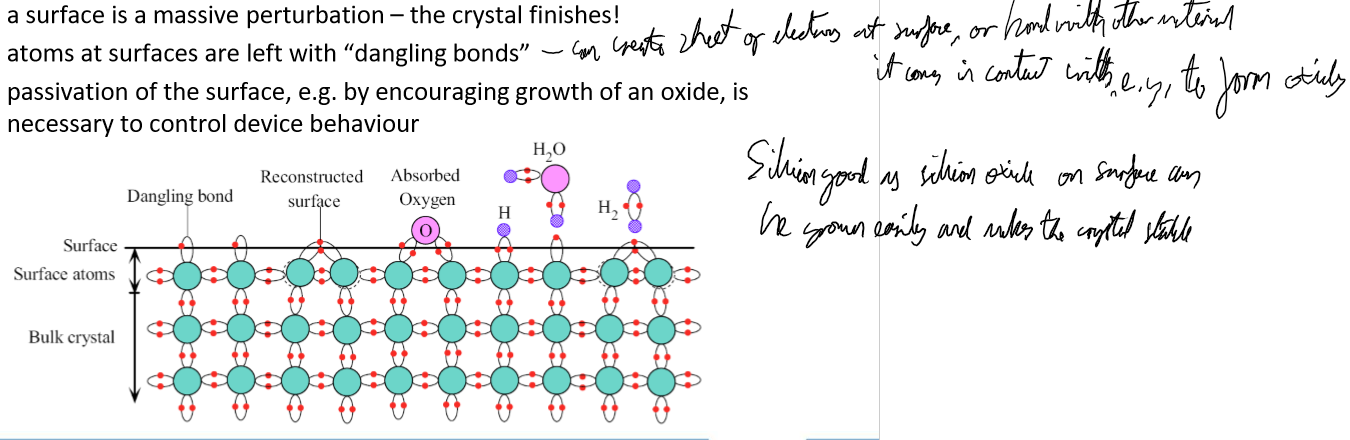 a surface is a massive perturbation – the crystal finishes!
atoms at surfaces are left with “dangling bonds” – can create sheet of electrons at surface, or bond with other material
it comes in contact with, e.g., to form oxides
passivation of the surface, e.g. by encouraging growth of an oxide, is
necessary to control device behaviour
Silicon good as silicon oxide on surface can
be grown easily and makes the crystal stable
H₂O
Dangling bond
Reconstructed
surface
Absorbed
Oxygen
H
H₂
O
Surface
Surface atoms
Bulk crystal